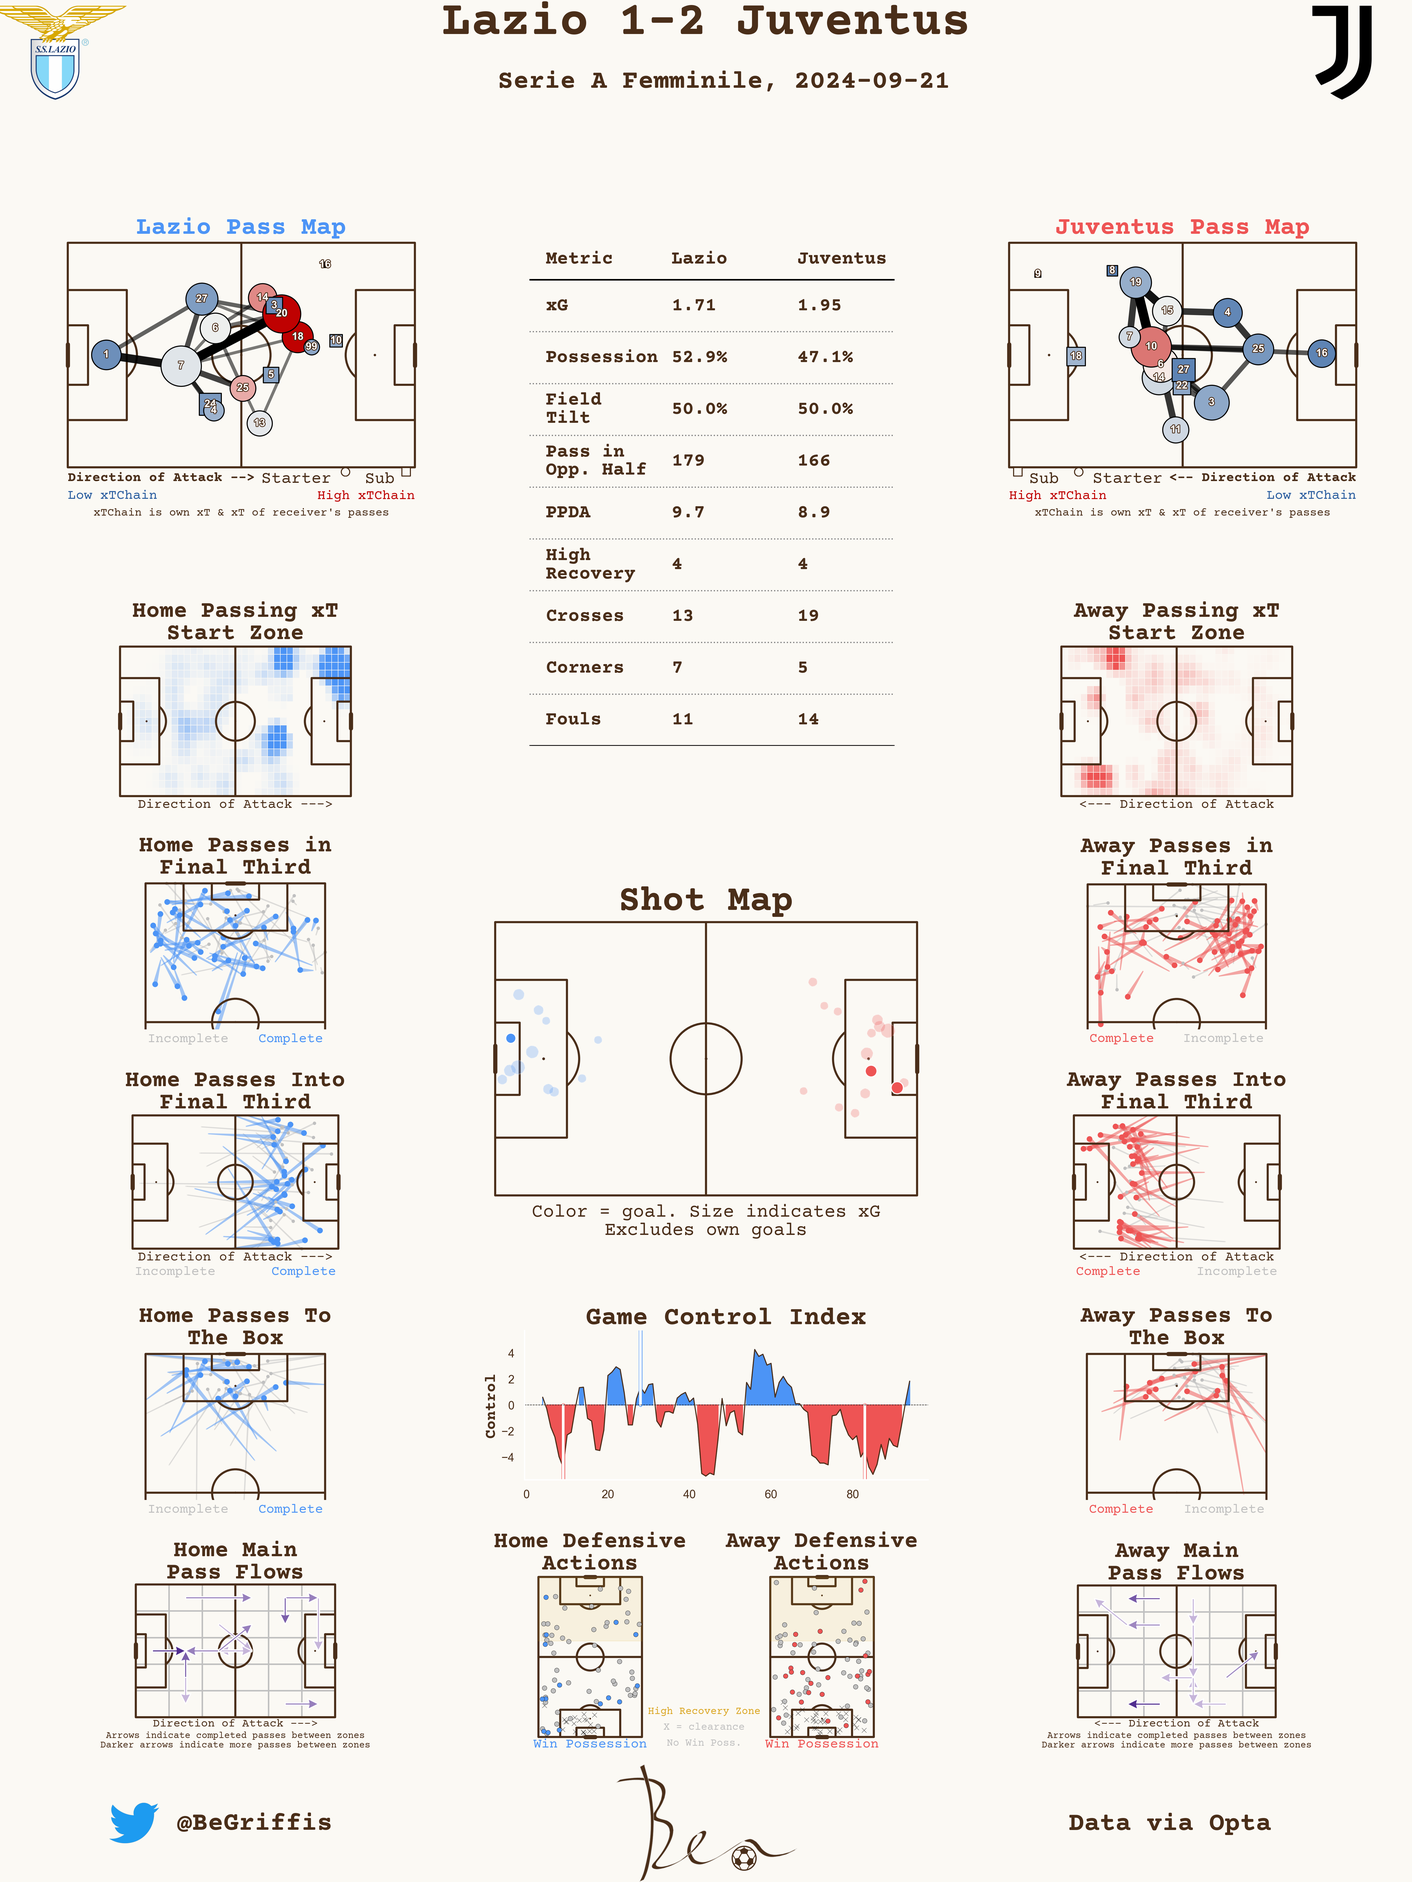 Lazio 1-2 Juventus
Serie A Femminile, 2024-09-21
S.S.LAZIO ®
Lazio Pass Map
16
27
14
3
20
6
18
99
10
1
7
5
25
24
4
13
Direction of Attack --> Starter Sub
Low xTChain High xTChain
xTChain is own xT & xT of receiver's passes
Metric Lazio Juventus
xG 1.71 1.95
Possession 52.9% 47.1%
Field
Tilt 50.0% 50.0%
Pass in
Opp. Half 179 166
PPDA 9.7 8.9
High
Recovery 4 4
Crosses 13 19
Corners 7 5
Fouls 11 14
Juventus Pass Map
9
8
19
15
4
7
10
18
25
16
6
14
27
22
3
11
Sub Starter <-- Direction of Attack
High xTChain Low xTChain
xTChain is own xT & xT of receiver's passes
Home Passing xT
Start Zone
Direction of Attack --->
Away Passing xT
Start Zone
<--- Direction of Attack
Home Passes in
Final Third
Incomplete Complete
Away Passes in
Final Third
Complete Incomplete
Shot Map
Color = goal. Size indicates xG
Excludes own goals
Home Passes Into
Final Third
Direction of Attack --->
Incomplete Complete
Away Passes Into
Final Third
<--- Direction of Attack
Complete Incomplete
Home Passes To
The Box
Incomplete Complete
Game Control Index
Control
4
2
0
−2
−4
0 20 40 60 80
Away Passes To
The Box
Complete Incomplete
Home Main
Pass Flows
Direction of Attack --->
Arrows indicate completed passes between zones
Darker arrows indicate more passes between zones
Home Defensive
Actions
Win Possession
Away Defensive
Actions
Win Possession
High Recovery Zone
X = clearance
No Win Poss.
Away Main
Pass Flows
<--- Direction of Attack
Arrows indicate completed passes between zones
Darker arrows indicate more passes between zones
@BeGriffis
Ben
Data via Opta